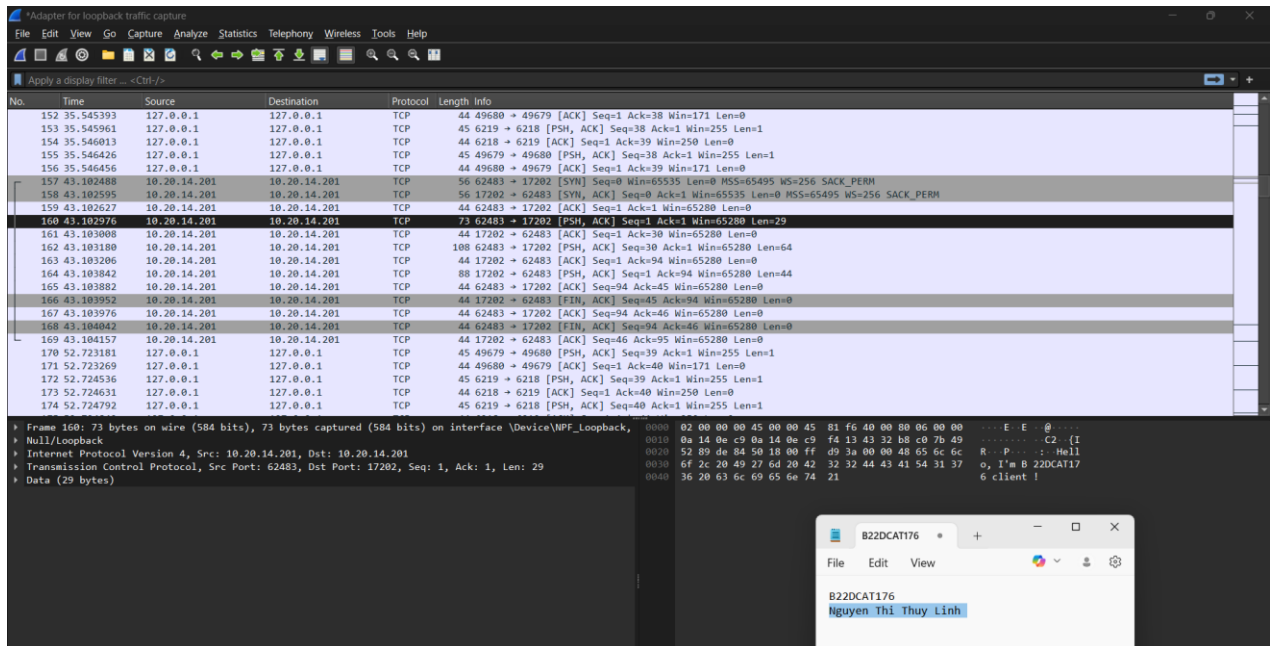 *Adapter for loopback traffic capture
File Edit View Go Capture Analyze Statistics Telephony Wireless Tools Help
Apply a display filter ... <Ctrl-/>
No. Time Source Destination Protocol Length Info
152 35.545393 127.0.0.1 127.0.0.1 TCP 44 49680 → 49679 [ACK] Seq=1 Ack=38 Win=171 Len=0
153 35.545961 127.0.0.1 127.0.0.1 TCP 45 6219 → 6218 [PSH, ACK] Seq=38 Ack=1 Win=255 Len=1
154 35.546013 127.0.0.1 127.0.0.1 TCP 44 6218 → 6219 [ACK] Seq=1 Ack=39 Win=250 Len=0
155 35.546426 127.0.0.1 127.0.0.1 TCP 45 49679 → 49680 [PSH, ACK] Seq=38 Ack=1 Win=255 Len=1
156 35.546456 127.0.0.1 127.0.0.1 TCP 44 49680 → 49679 [ACK] Seq=1 Ack=39 Win=171 Len=0
157 43.102488 10.20.14.201 10.20.14.201 TCP 56 62483 → 17202 [SYN] Seq=0 Win=65535 Len=0 MSS=65495 WS=256 SACK_PERM
158 43.102595 10.20.14.201 10.20.14.201 TCP 56 17202 → 62483 [SYN, ACK] Seq=0 Ack=1 Win=65535 Len=0 MSS=65495 WS=256 SACK_PERM
159 43.102627 10.20.14.201 10.20.14.201 TCP 44 62483 → 17202 [ACK] Seq=1 Ack=1 Win=65280 Len=0
160 43.102976 10.20.14.201 10.20.14.201 TCP 73 62483 → 17202 [PSH, ACK] Seq=1 Ack=1 Win=65280 Len=29
161 43.103008 10.20.14.201 10.20.14.201 TCP 44 17202 → 62483 [ACK] Seq=1 Ack=30 Win=65280 Len=0
162 43.103180 10.20.14.201 10.20.14.201 TCP 108 62483 → 17202 [PSH, ACK] Seq=30 Ack=1 Win=65280 Len=64
163 43.103206 10.20.14.201 10.20.14.201 TCP 44 17202 → 62483 [ACK] Seq=1 Ack=94 Win=65280 Len=0
164 43.103842 10.20.14.201 10.20.14.201 TCP 88 17202 → 62483 [PSH, ACK] Seq=1 Ack=94 Win=65280 Len=44
165 43.103882 10.20.14.201 10.20.14.201 TCP 44 62483 → 17202 [ACK] Seq=94 Ack=45 Win=65280 Len=0
166 43.103952 10.20.14.201 10.20.14.201 TCP 44 17202 → 62483 [FIN, ACK] Seq=45 Ack=94 Win=65280 Len=0
167 43.103976 10.20.14.201 10.20.14.201 TCP 44 62483 → 17202 [ACK] Seq=94 Ack=46 Win=65280 Len=0
168 43.104042 10.20.14.201 10.20.14.201 TCP 44 62483 → 17202 [FIN, ACK] Seq=94 Ack=46 Win=65280 Len=0
169 43.104157 10.20.14.201 10.20.14.201 TCP 44 17202 → 62483 [ACK] Seq=46 Ack=95 Win=65280 Len=0
170 52.723181 127.0.0.1 127.0.0.1 TCP 45 49679 → 49680 [PSH, ACK] Seq=39 Ack=1 Win=255 Len=1
171 52.723269 127.0.0.1 127.0.0.1 TCP 44 49680 → 49679 [ACK] Seq=1 Ack=40 Win=171 Len=0
172 52.724536 127.0.0.1 127.0.0.1 TCP 45 6219 → 6218 [PSH, ACK] Seq=39 Ack=1 Win=255 Len=1
173 52.724631 127.0.0.1 127.0.0.1 TCP 44 6218 → 6219 [ACK] Seq=1 Ack=40 Win=250 Len=0
174 52.724792 127.0.0.1 127.0.0.1 TCP 45 6219 → 6218 [PSH, ACK] Seq=40 Ack=1 Win=255 Len=1
Frame 160: 73 bytes on wire (584 bits), 73 bytes captured (584 bits) on interface \Device\NPF_Loopback,
Null/Loopback
Internet Protocol Version 4, Src: 10.20.14.201, Dst: 10.20.14.201
Transmission Control Protocol, Src Port: 62483, Dst Port: 17202, Seq: 1, Ack: 1, Len: 29
Data (29 bytes)
0000 02 00 00 00 45 00 00 45 81 f6 40 00 80 06 00 00 ····E··E ··@·····
0010 0a 14 0e c9 0a 14 0e c9 f4 13 43 32 b8 c0 7b 49 ········ ··C2··{I
0020 52 89 de 84 50 18 00 ff d9 3a 00 00 48 65 6c 6c R···P··· ·:··Hell
0030 6f 2c 20 49 27 6d 20 42 32 32 44 43 41 54 31 37 o, I'm B 22DCAT17
0040 36 20 63 6c 69 65 6e 74 21 6 client !
B22DCAT176
File Edit View
B22DCAT176
Nguyen Thi Thuy Linh